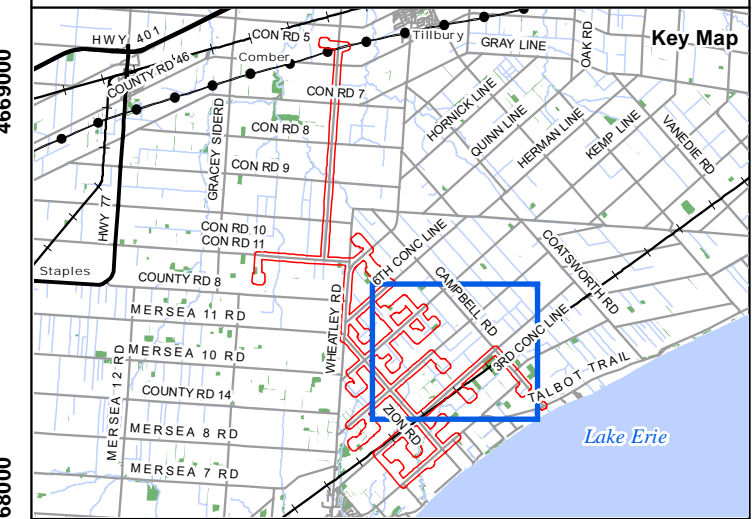 Key Map
HWY 401
CON RD 5
Tillbury
GRAY LINE
OAK RD
Comber
COUNTY RD 46
4669000
CON RD 7
HORNICK LINE
QUINN LINE
HERMAN LINE
KEMP LINE
VANEDIE RD
CON RD 8
GRACEY SIDERD
CON RD 9
HWY 77
CON RD 10
CON RD 11
6TH CONC LINE
COATSWORTH RD
Staples
COUNTY RD 8
CAMPBELL RD
WHEATLEY RD
MERSEA 11 RD
3RD CONC LINE
MERSEA 10 RD
MERSEA 12 RD
TALBOT TRAIL
COUNTY RD 14
ZION RD
MERSEA 8 RD
Lake Erie
MERSEA 7 RD
68000